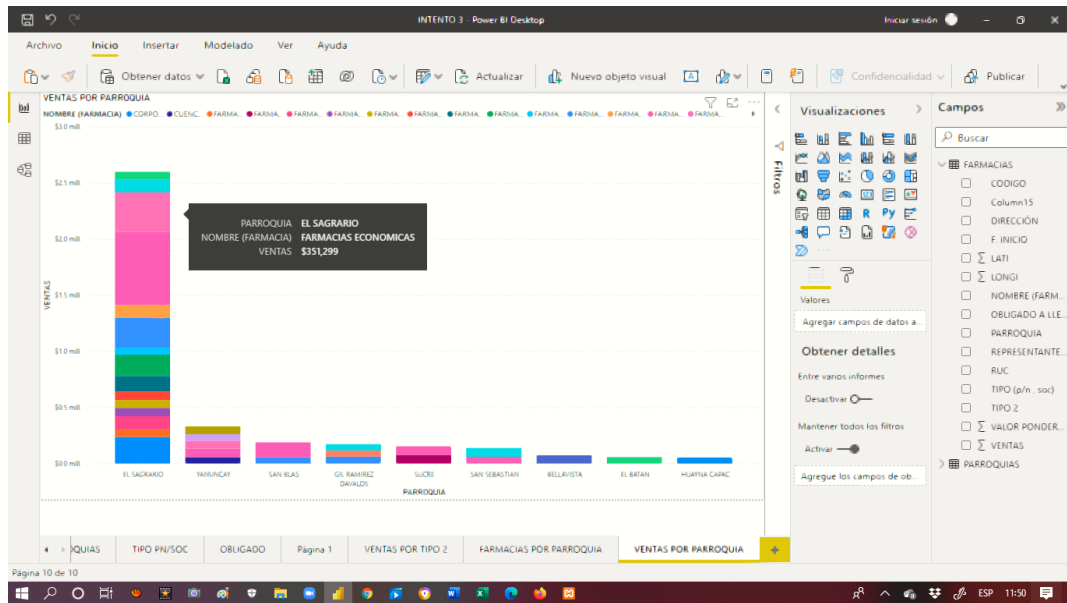 INTENTO 3 - Power BI Desktop
Iniciar sesión
Archivo Inicio Insertar Modelado Ver Ayuda
Obtener datos Actualizar Nuevo objeto visual Confidencialidad Publicar
VENTAS POR PARROQUIA
NOMBRE (FARMACIA) CORPO... CUENC... FARMA... FARMA... FARMA... FARMA... FARMA... FARMA... FARMA... FARMA... FARMA... FARMA... FARMA... FARMA... FARMA...
$3.0 mill.
$2.5 mill.
$2.0 mill.
$1.5 mill.
$1.0 mill.
$0.5 mill.
$0.0 mill.
VENTAS
PARROQUIA EL SAGRARIO
NOMBRE (FARMACIA) FARMACIAS ECONOMICAS
VENTAS $351,299
EL SAGRARIO YANUNCAY SAN BLAS GIL RAMIREZ DAVALOS SUCRE SAN SEBASTIAN BELLAVISTA EL BATAN HUAYNA CAPAC
PARROQUIA
Filtros
Visualizaciones
R Py
Valores
Agregar campos de datos a...
Obtener detalles
Entre varios informes
Desactivar
Mantener todos los filtros
Activar
Agregue los campos de ob...
Campos
Buscar
FARMACIAS
CODIGO
Column15
DIRECCIÓN
F. INICIO
LATI
LONGI
NOMBRE (FARM...
OBLIGADO A LLE...
PARROQUIA
REPRESENTANTE...
RUC
TIPO (p/n , soc)
TIPO 2
VALOR PONDER...
VENTAS
PARROQUIAS
OQUIAS TIPO PN/SOC OBLIGADO Página 1 VENTAS POR TIPO 2 FARMACIAS POR PARROQUIA VENTAS POR PARROQUIA
Página 10 de 10
ESP 11:50